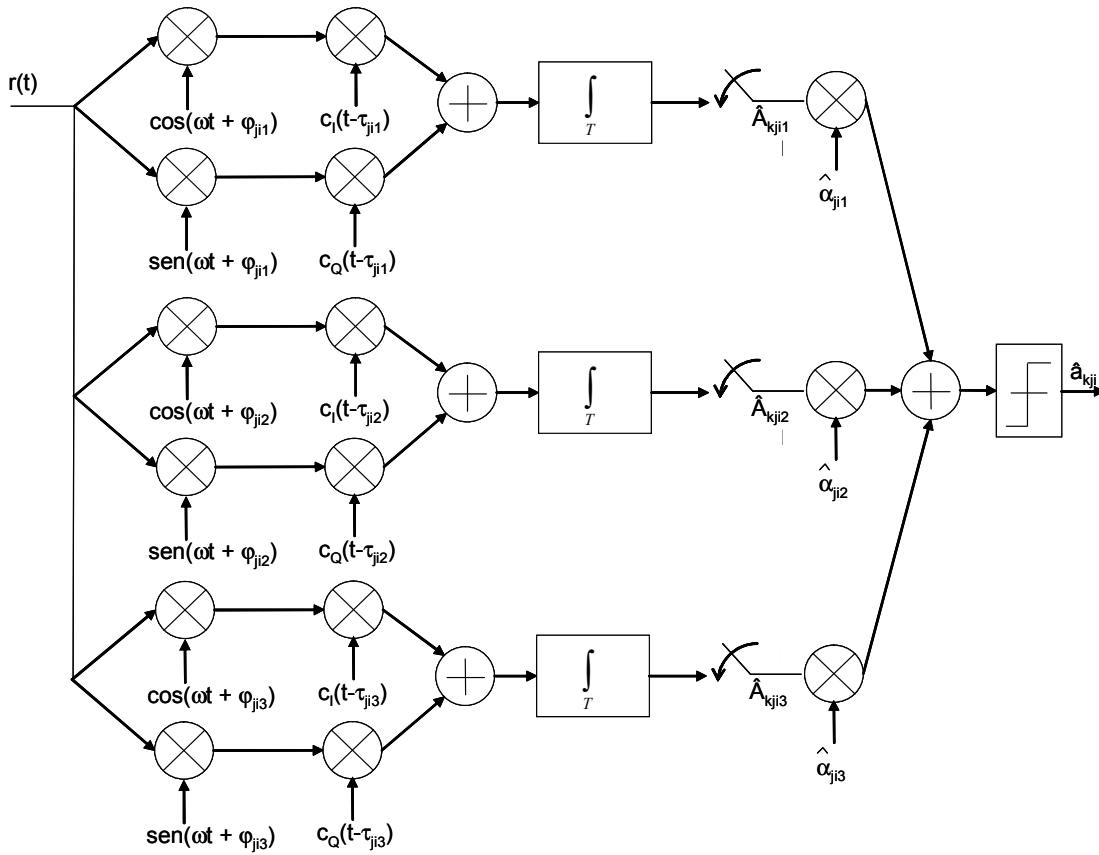 r(t)
cos(ωt + φji1)
cI(t-τji1)
∫
T
Âkji1
α̂ji1
sen(ωt + φji1)
cQ(t-τji1)
cos(ωt + φji2)
cI(t-τji2)
∫
T
Âkji2
α̂ji2
âkji
sen(ωt + φji2)
cQ(t-τji2)
cos(ωt + φji3)
cI(t-τji3)
∫
T
Âkji3
α̂ji3
sen(ωt + φji3)
cQ(t-τji3)